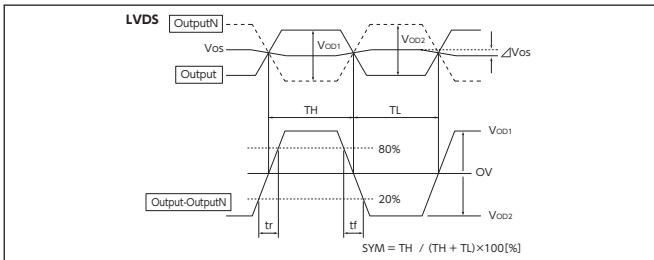 LVDS
OutputN
Vos
VOD1
VOD2
⊿Vos
Output
TH
TL
VOD1
80%
OV
20%
Output-OutputN
VOD2
tr
tf
SYM = TH / (TH + TL)×100[%]